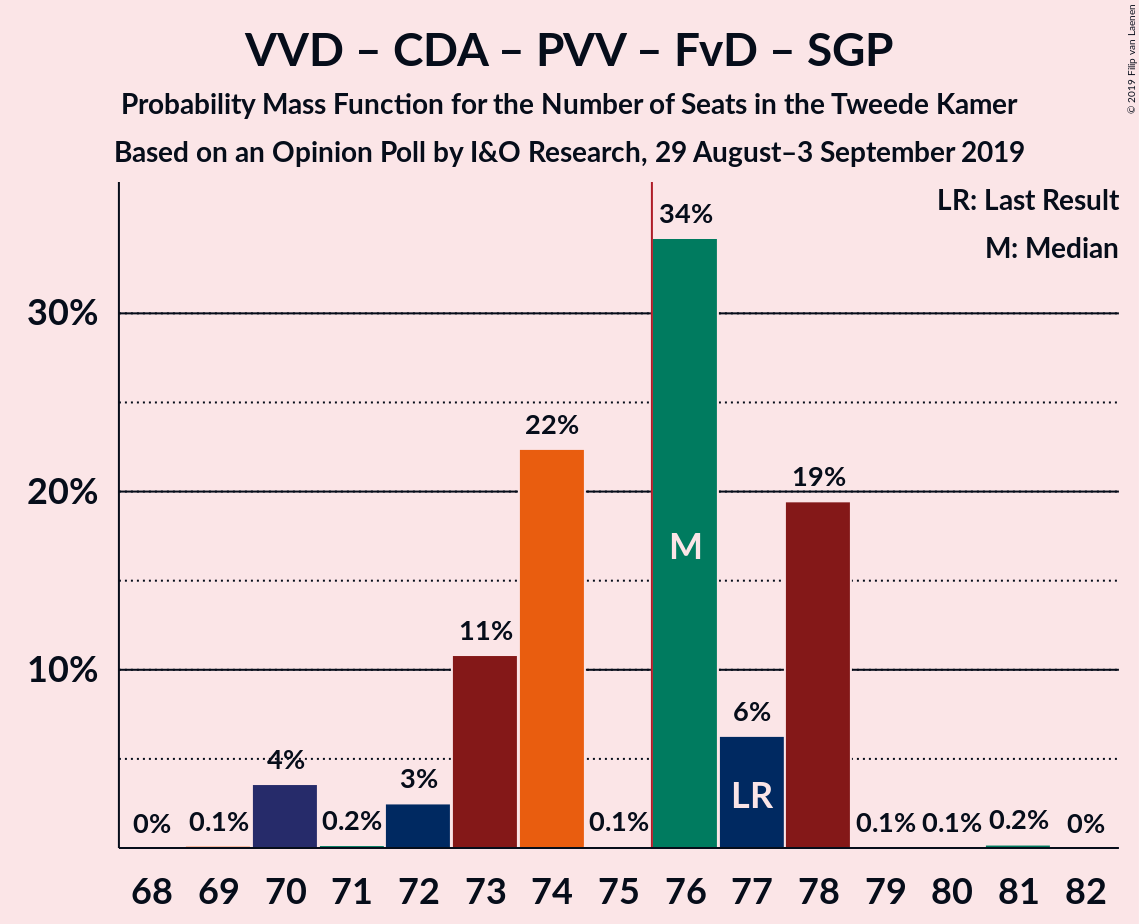 VVD – CDA – PVV – FvD – SGP
Probability Mass Function for the Number of Seats in the Tweede Kamer
Based on an Opinion Poll by I&O Research, 29 August–3 September 2019
© 2019 Filip van Laenen
LR: Last Result
M: Median
30%
20%
10%
0% 0.1% 4% 0.2% 3% 11% 22% 0.1% 34% 6% 19% 0.1% 0.1% 0.2% 0%
M
LR
68 69 70 71 72 73 74 75 76 77 78 79 80 81 82